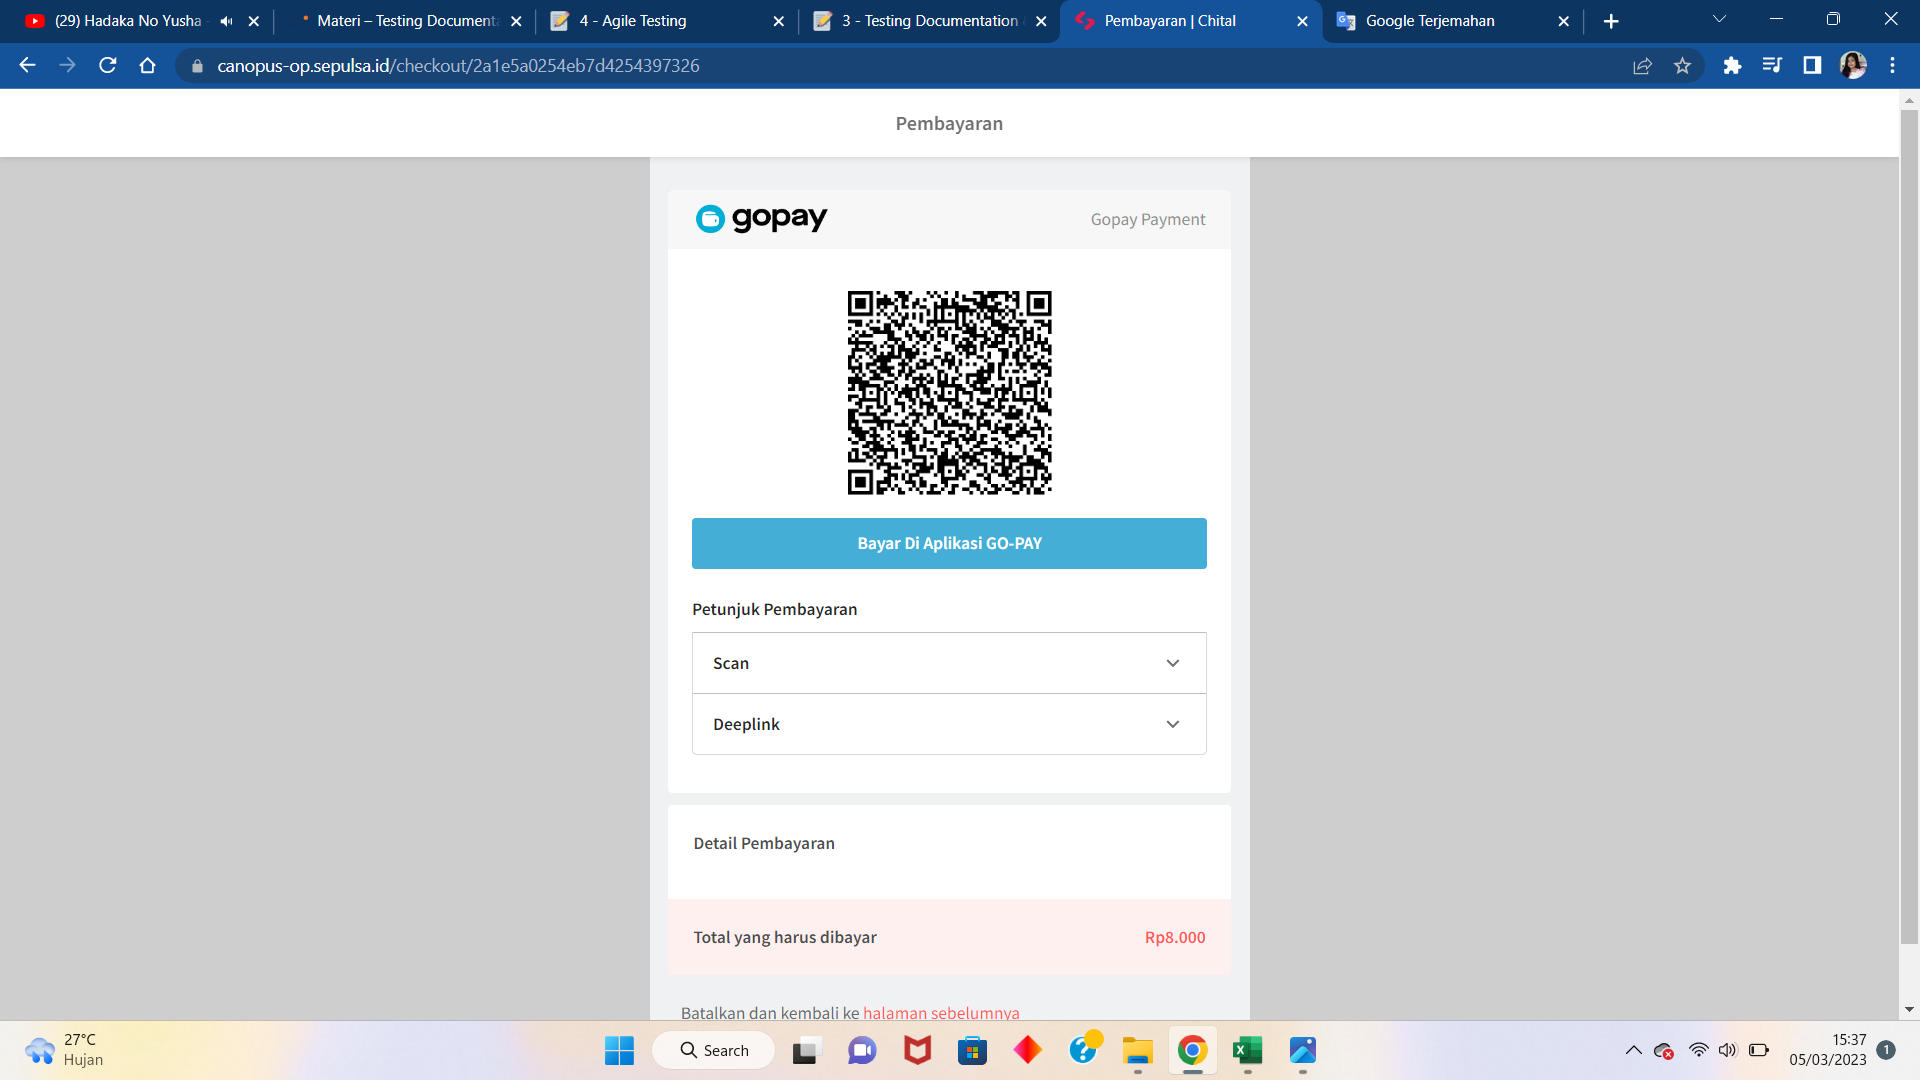 (29) Hadaka No Yusha
Materi – Testing Documenta
4 - Agile Testing
3 - Testing Documentation
Pembayaran | Chital
Google Terjemahan
canopus-op.sepulsa.id/checkout/2a1e5a0254eb7d4254397326
Pembayaran
gopay
Gopay Payment
Bayar Di Aplikasi GO-PAY
Petunjuk Pembayaran
Scan
Deeplink
Detail Pembayaran
Total yang harus dibayar
Rp8.000
Batalkan dan kembali ke halaman sebelumnya
27°C
Hujan
Search
15:37
05/03/2023
1